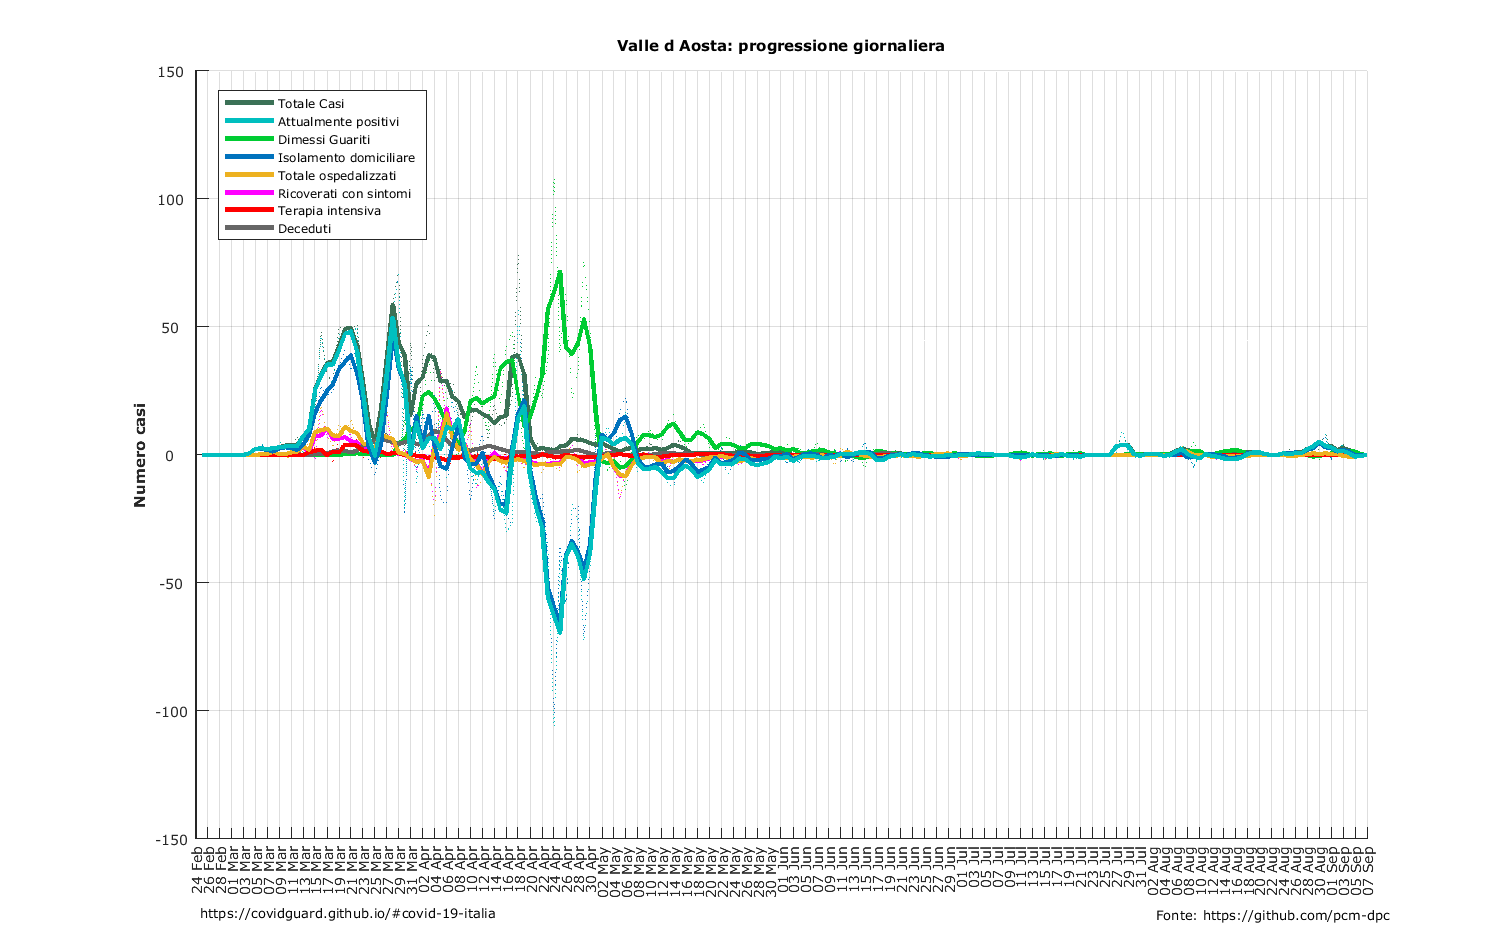 Valle d Aosta: progressione giornaliera
150
100
50
0
-50
-100
-150
Numero casi
Totale Casi
Attualmente positivi
Dimessi Guariti
Isolamento domiciliare
Totale ospedalizzati
Ricoverati con sintomi
Terapia intensiva
Deceduti
24 Feb
26 Feb
28 Feb
01 Mar
03 Mar
05 Mar
07 Mar
09 Mar
11 Mar
13 Mar
15 Mar
17 Mar
19 Mar
21 Mar
23 Mar
25 Mar
27 Mar
29 Mar
31 Mar
02 Apr
04 Apr
06 Apr
08 Apr
10 Apr
12 Apr
14 Apr
16 Apr
18 Apr
20 Apr
22 Apr
24 Apr
26 Apr
28 Apr
30 Apr
02 May
04 May
06 May
08 May
10 May
12 May
14 May
16 May
18 May
20 May
22 May
24 May
26 May
28 May
30 May
01 Jun
03 Jun
05 Jun
07 Jun
09 Jun
11 Jun
13 Jun
15 Jun
17 Jun
19 Jun
21 Jun
23 Jun
25 Jun
27 Jun
29 Jun
01 Jul
03 Jul
05 Jul
07 Jul
09 Jul
11 Jul
13 Jul
15 Jul
17 Jul
19 Jul
21 Jul
23 Jul
25 Jul
27 Jul
29 Jul
31 Jul
02 Aug
04 Aug
06 Aug
08 Aug
10 Aug
12 Aug
14 Aug
16 Aug
18 Aug
20 Aug
22 Aug
24 Aug
26 Aug
28 Aug
30 Aug
01 Sep
03 Sep
05 Sep
07 Sep
https://covidguard.github.io/#covid-19-italia
Fonte: https://github.com/pcm-dpc